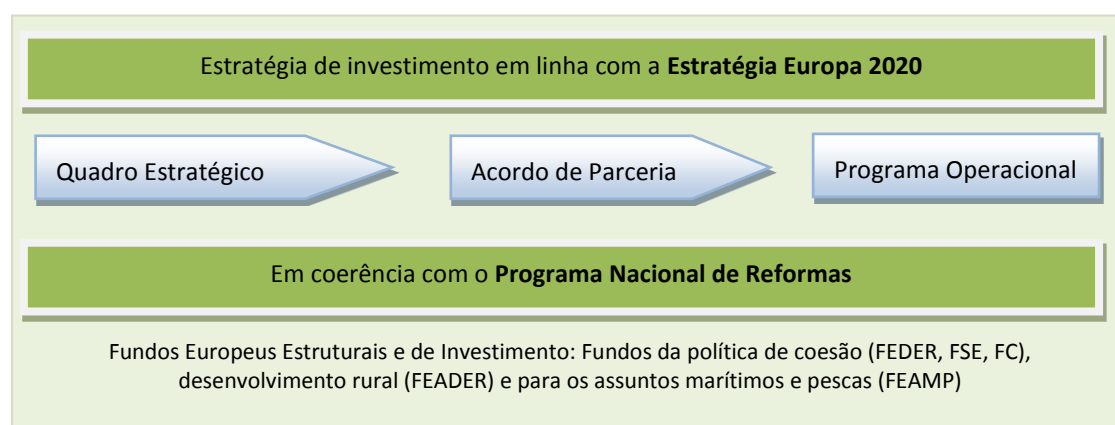 Estratégia de investimento em linha com a Estratégia Europa 2020
Quadro Estratégico
Acordo de Parceria
Programa Operacional
Em coerência com o Programa Nacional de Reformas
Fundos Europeus Estruturais e de Investimento: Fundos da política de coesão (FEDER, FSE, FC),
desenvolvimento rural (FEADER) e para os assuntos marítimos e pescas (FEAMP)